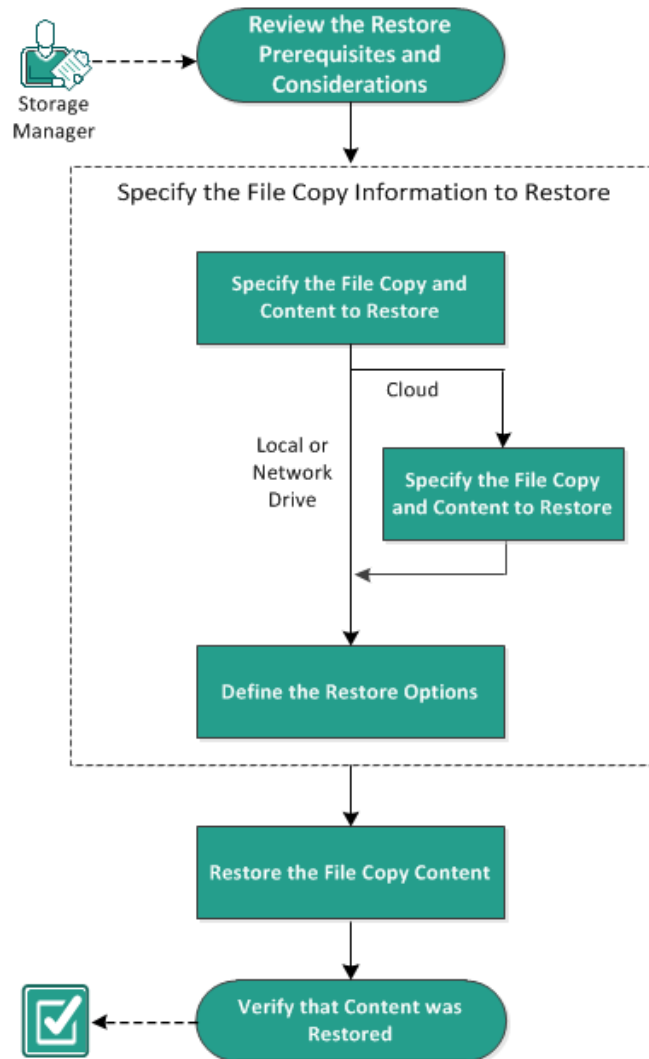 Review the Restore
Prerequisites and
Considerations
Storage
Manager
Specify the File Copy Information to Restore
Specify the File Copy and
Content to Restore
Cloud
Local or
Network
Drive
Specify the File Copy
and Content to Restore
Define the Restore Options
Restore the File Copy Content
Verify that Content was
Restored